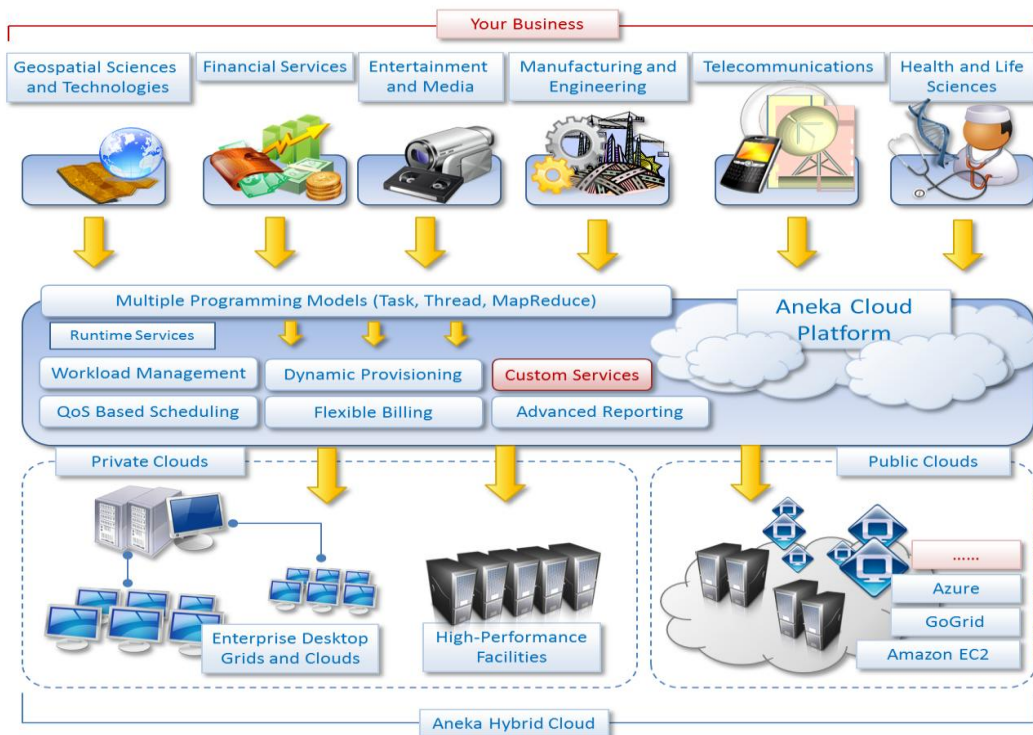 Your Business
Geospatial Sciences
and Technologies
Financial Services
Entertainment
and Media
Manufacturing and
Engineering
Telecommunications
Health and Life
Sciences
Multiple Programming Models (Task, Thread, MapReduce)
Aneka Cloud
Platform
Runtime Services
Workload Management
Dynamic Provisioning
Custom Services
QoS Based Scheduling
Flexible Billing
Advanced Reporting
Private Clouds
Public Clouds
Enterprise Desktop
Grids and Clouds
High-Performance
Facilities
......
Azure
GoGrid
Amazon EC2
Aneka Hybrid Cloud